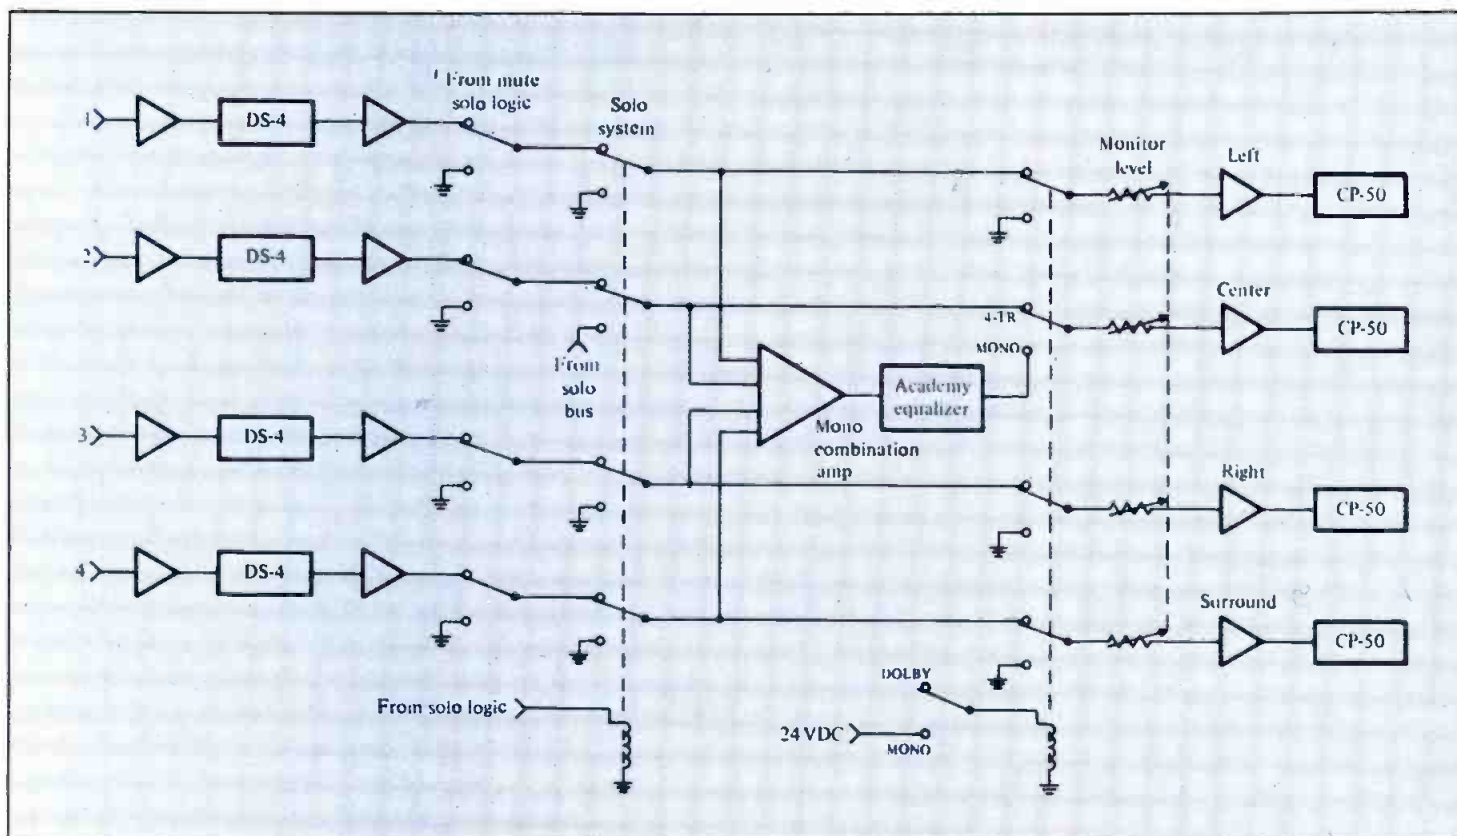 From mute
solo logic
Solo
system
Monitor
level
Left
1
DS-4
CP-50
2
DS-4
Center
4-TR
CP-50
MONO
From
solo
bus
Academy
equalizer
Mono
combination
amp
3
DS-4
Right
CP-50
4
DS-4
Surround
CP-50
DOLBY
From solo logic
24 VDC
MONO